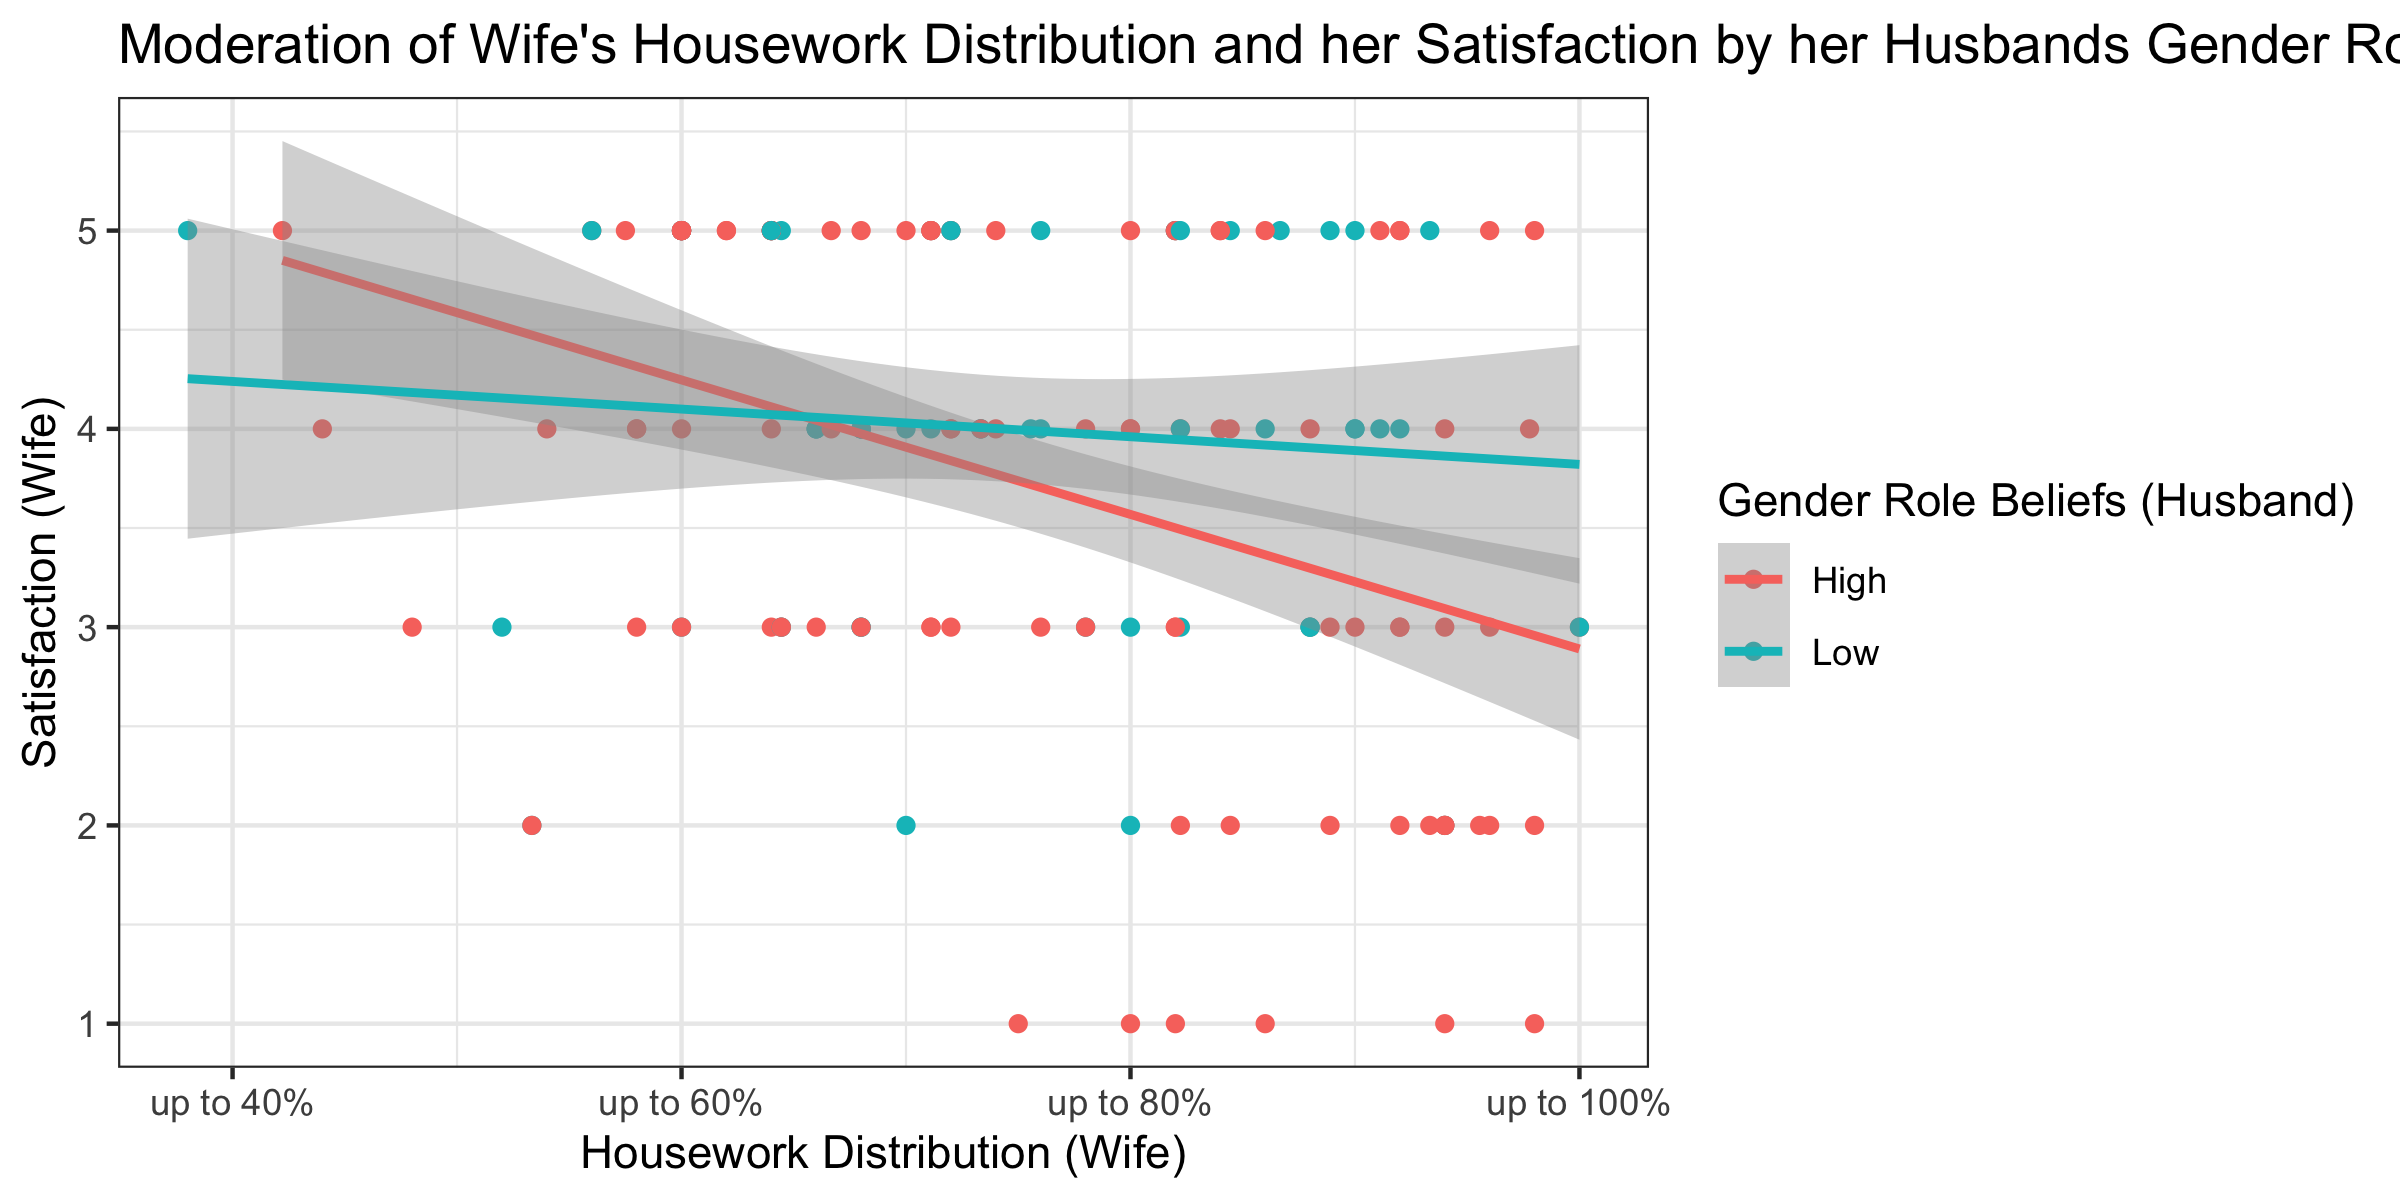 Moderation of Wife's Housework Distribution and her Satisfaction by her Husbands Gender
5
4
3
2
1
Satisfaction (Wife)
up to 40% up to 60% up to 80% up to 100%
Housework Distribution (Wife)
Gender Role Beliefs (Husband)
High
Low